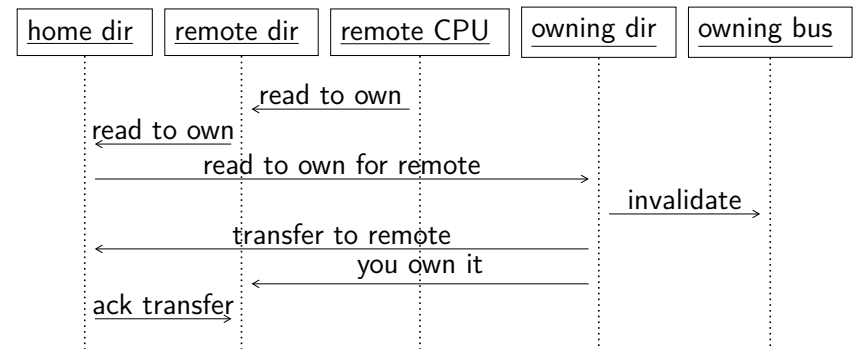 home dir
remote dir
remote CPU
owning dir
owning bus
read to own
read to own
read to own for remote
invalidate
transfer to remote
you own it
ack transfer